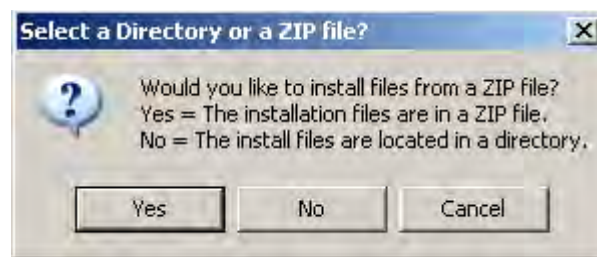 Select a Directory or a ZIP file?
Would you like to install files from a ZIP file?
Yes = The installation files are in a ZIP file.
No = The install files are located in a directory.
Yes No Cancel